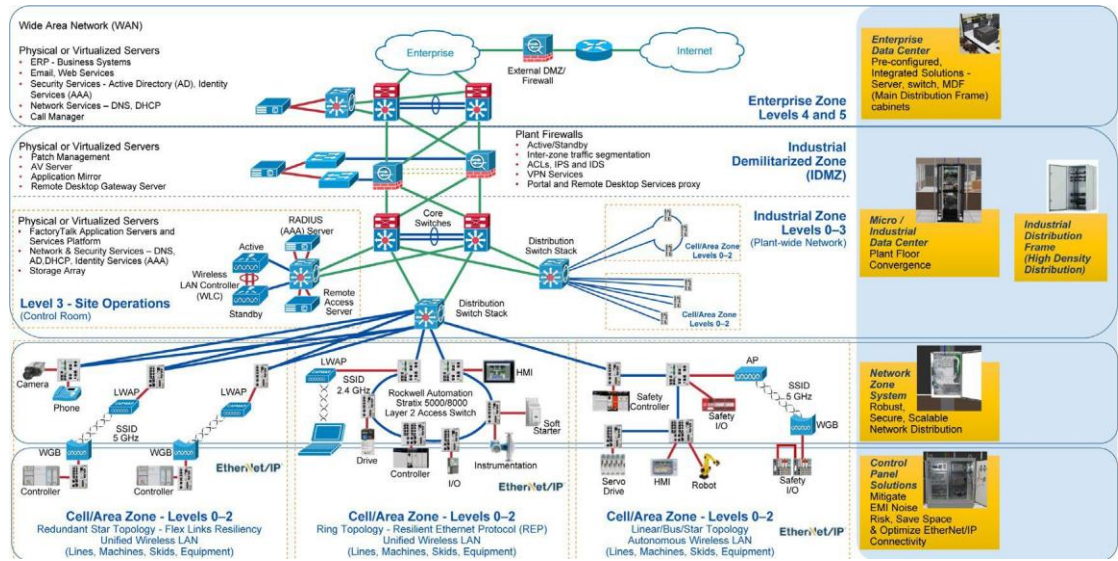 Wide Area Network (WAN)
Physical or Virtualized Servers
• ERP - Business Systems
• Email, Web Services
• Security Services - Active Directory (AD), Identity
Services (AAA)
• Network Services – DNS, DHCP
• Call Manager
Enterprise
External DMZ/
Firewall
Internet
Enterprise Zone
Levels 4 and 5
Enterprise
Data Center
Pre-configured,
Integrated Solutions -
Server, switch, MDF
(Main Distribution Frame)
cabinets
Physical or Virtualized Servers
• Patch Management
• AV Server
• Application Mirror
• Remote Desktop Gateway Server
Plant Firewalls
• Active/Standby
• Inter-zone traffic segmentation
• ACLs, IPS and IDS
• VPN Services
• Portal and Remote Desktop Services proxy
Industrial
Demilitarized Zone
(IDMZ)
Physical or Virtualized Servers
• FactoryTalk Application Servers and
Services Platform
• Network & Security Services – DNS,
AD,DHCP, Identity Services (AAA)
• Storage Array
Level 3 - Site Operations
(Control Room)
RADIUS
(AAA) Server
Active
Wireless
LAN Controller
(WLC)
Standby
Remote
Access
Server
Core
Switches
Distribution
Switch Stack
Distribution
Switch Stack
Industrial Zone
Levels 0–3
(Plant-wide Network)
Cell/Area Zone
Levels 0–2
Cell/Area Zone
Levels 0–2
Micro /
Industrial
Data Center
Plant Floor
Convergence
Industrial
Distribution
Frame
(High Density
Distribution)
Camera
Phone
LWAP
LWAP
SSID
5 GHz
WGB
WGB
Controller
Controller
EtherNet/IP
Cell/Area Zone - Levels 0–2
Redundant Star Topology - Flex Links Resiliency
Unified Wireless LAN
(Lines, Machines, Skids, Equipment)
LWAP
SSID
2.4 GHz
Rockwell Automation
Stratix 5000/8000
Layer 2 Access Switch
HMI
Soft
Starter
Drive
Controller
I/O
Instrumentation
EtherNet/IP
Cell/Area Zone - Levels 0–2
Ring Topology - Resilient Ethernet Protocol (REP)
Unified Wireless LAN
(Lines, Machines, Skids, Equipment)
AP
SSID
5 GHz
WGB
Safety
Controller
Safety
I/O
Servo
Drive
HMI
Robot
Safety
I/O
Cell/Area Zone - Levels 0–2
Linear/Bus/Star Topology
Autonomous Wireless LAN
(Lines, Machines, Skids, Equipment)
EtherNet/IP
Network
Zone
System
Robust,
Secure, Scalable
Network Distribution
Control
Panel
Solutions
Mitigate
EMI Noise
Risk, Save Space
& Optimize EtherNet/IP
Connectivity